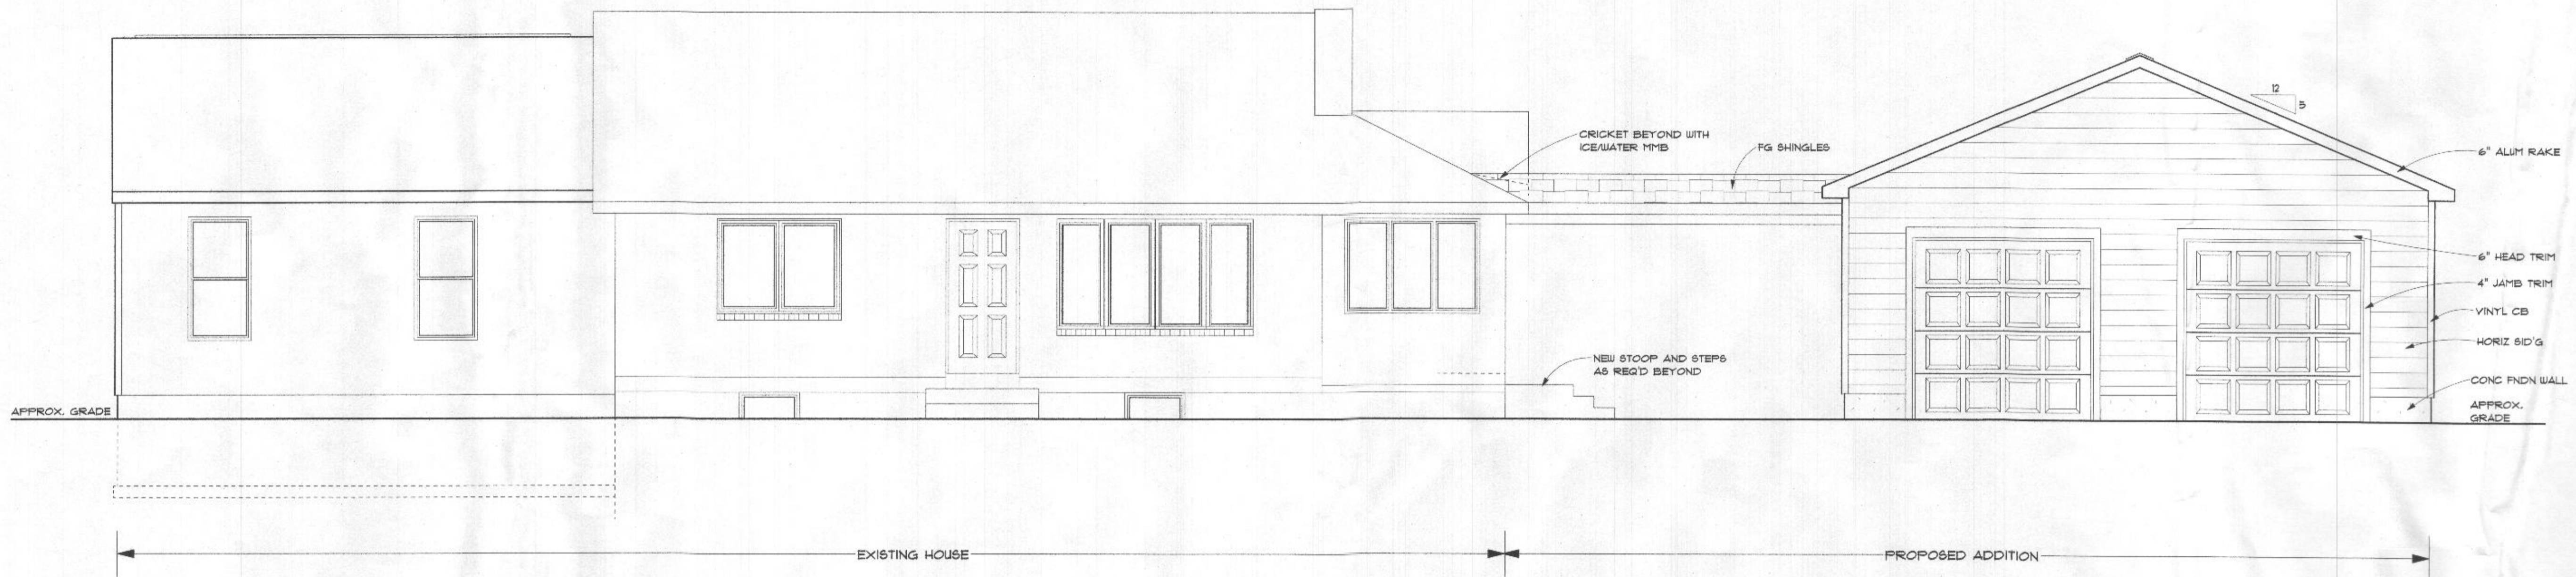 CRICKET BEYOND WITH
ICE/WATER MMB
FG SHINGLES
12
5
6" ALUM RAKE
6" HEAD TRIM
4" JAMB TRIM
VINYL CB
HORIZ SID'G
CONC FNDN WALL
APPROX.
GRADE
NEW STOOP AND STEPS
AS REQ'D BEYOND
APPROX. GRADE
EXISTING HOUSE
PROPOSED ADDITION